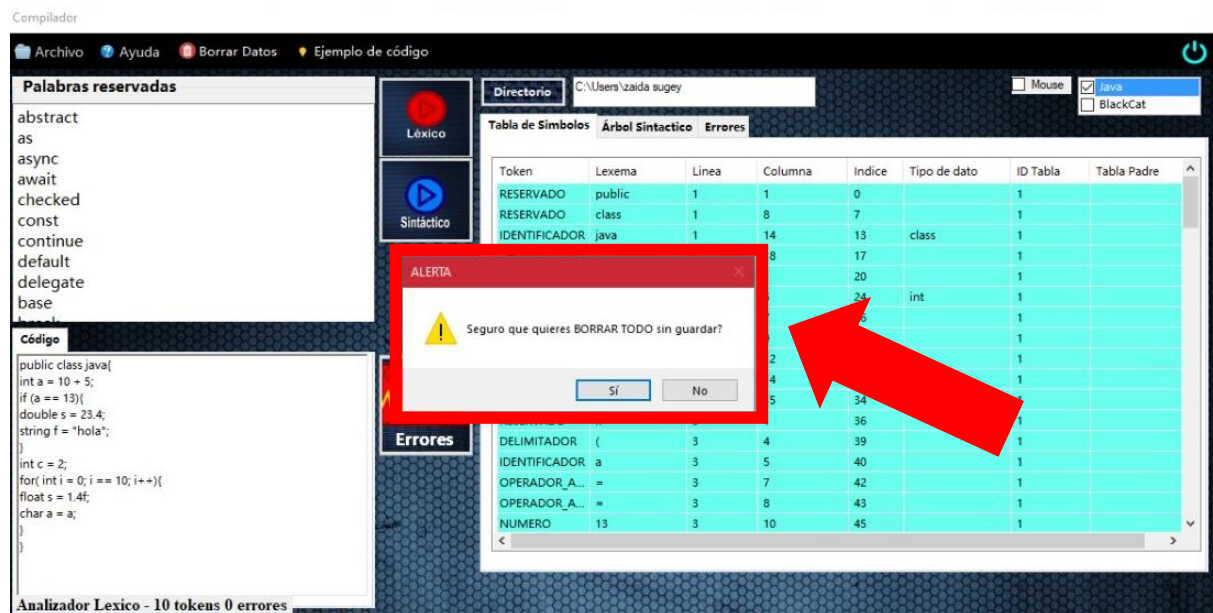 Compilador
Archivo Ayuda Borrar Datos Ejemplo de código
Palabras reservadas
abstract
as
async
await
checked
const
continue
default
delegate
base
Léxico
Sintáctico
Errores
Directorio C:\Users\zaida sugey
Mouse
Java
BlackCat
Tabla de Simbolos Árbol Sintactico Errores
Token Lexema Linea Columna Indice Tipo de dato ID Tabla Tabla Padre
RESERVADO public 1 1 0 1
RESERVADO class 1 8 7 1
IDENTIFICADOR java 1 14 13 class 1
17 1
20 1
24 int 1
1
1
1
1
34 1
36 1
DELIMITADOR ( 3 4 39 1
IDENTIFICADOR a 3 5 40 1
OPERADOR_A... = 3 7 42 1
OPERADOR_A... = 3 8 43 1
NUMERO 13 3 10 45 1
ALERTA
Seguro que quieres BORRAR TODO sin guardar?
Sí No
Código
public class java{
int a = 10 + 5;
if (a == 13){
double s = 23.4;
string f = "hola";
}
int c = 2;
for( int i = 0; i == 10; i++){
float s = 1.4f;
char a = a;
}
}
Analizador Lexico - 10 tokens 0 errores